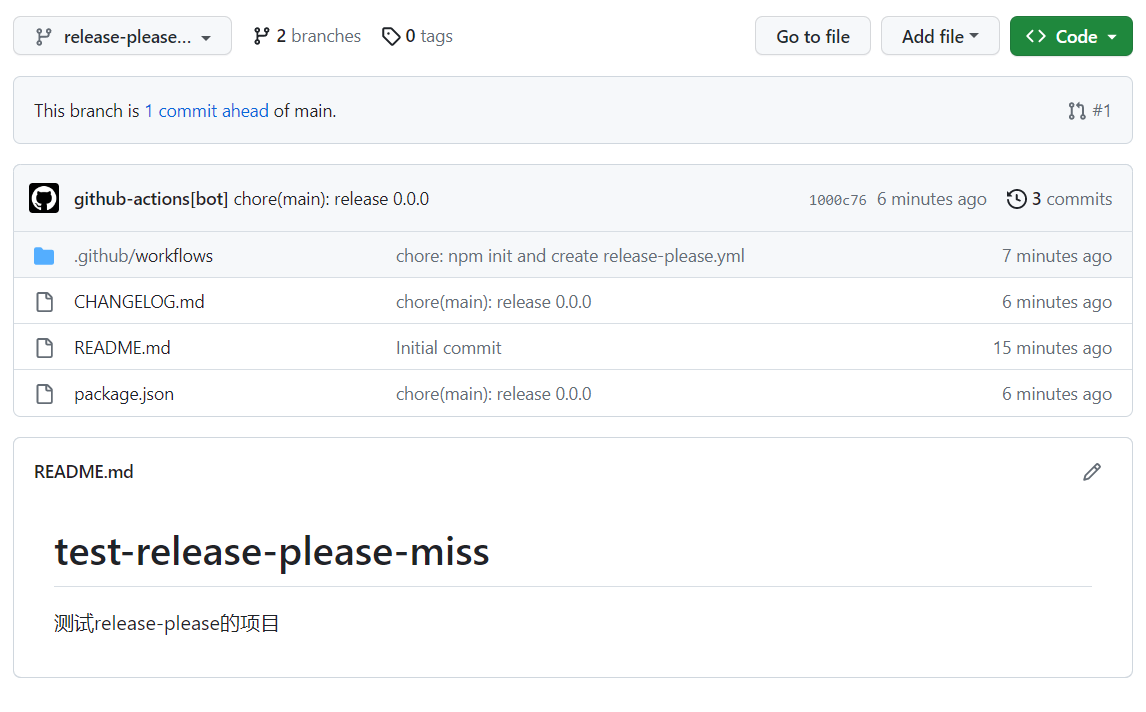 release-please... 2 branches 0 tags Go to file Add file Code
This branch is 1 commit ahead of main. #1
github-actions[bot] chore(main): release 0.0.0 1000c76 6 minutes ago 3 commits
.github/workflows chore: npm init and create release-please.yml 7 minutes ago
CHANGELOG.md chore(main): release 0.0.0 6 minutes ago
README.md Initial commit 15 minutes ago
package.json chore(main): release 0.0.0 6 minutes ago
README.md
test-release-please-miss
测试release-please的项目